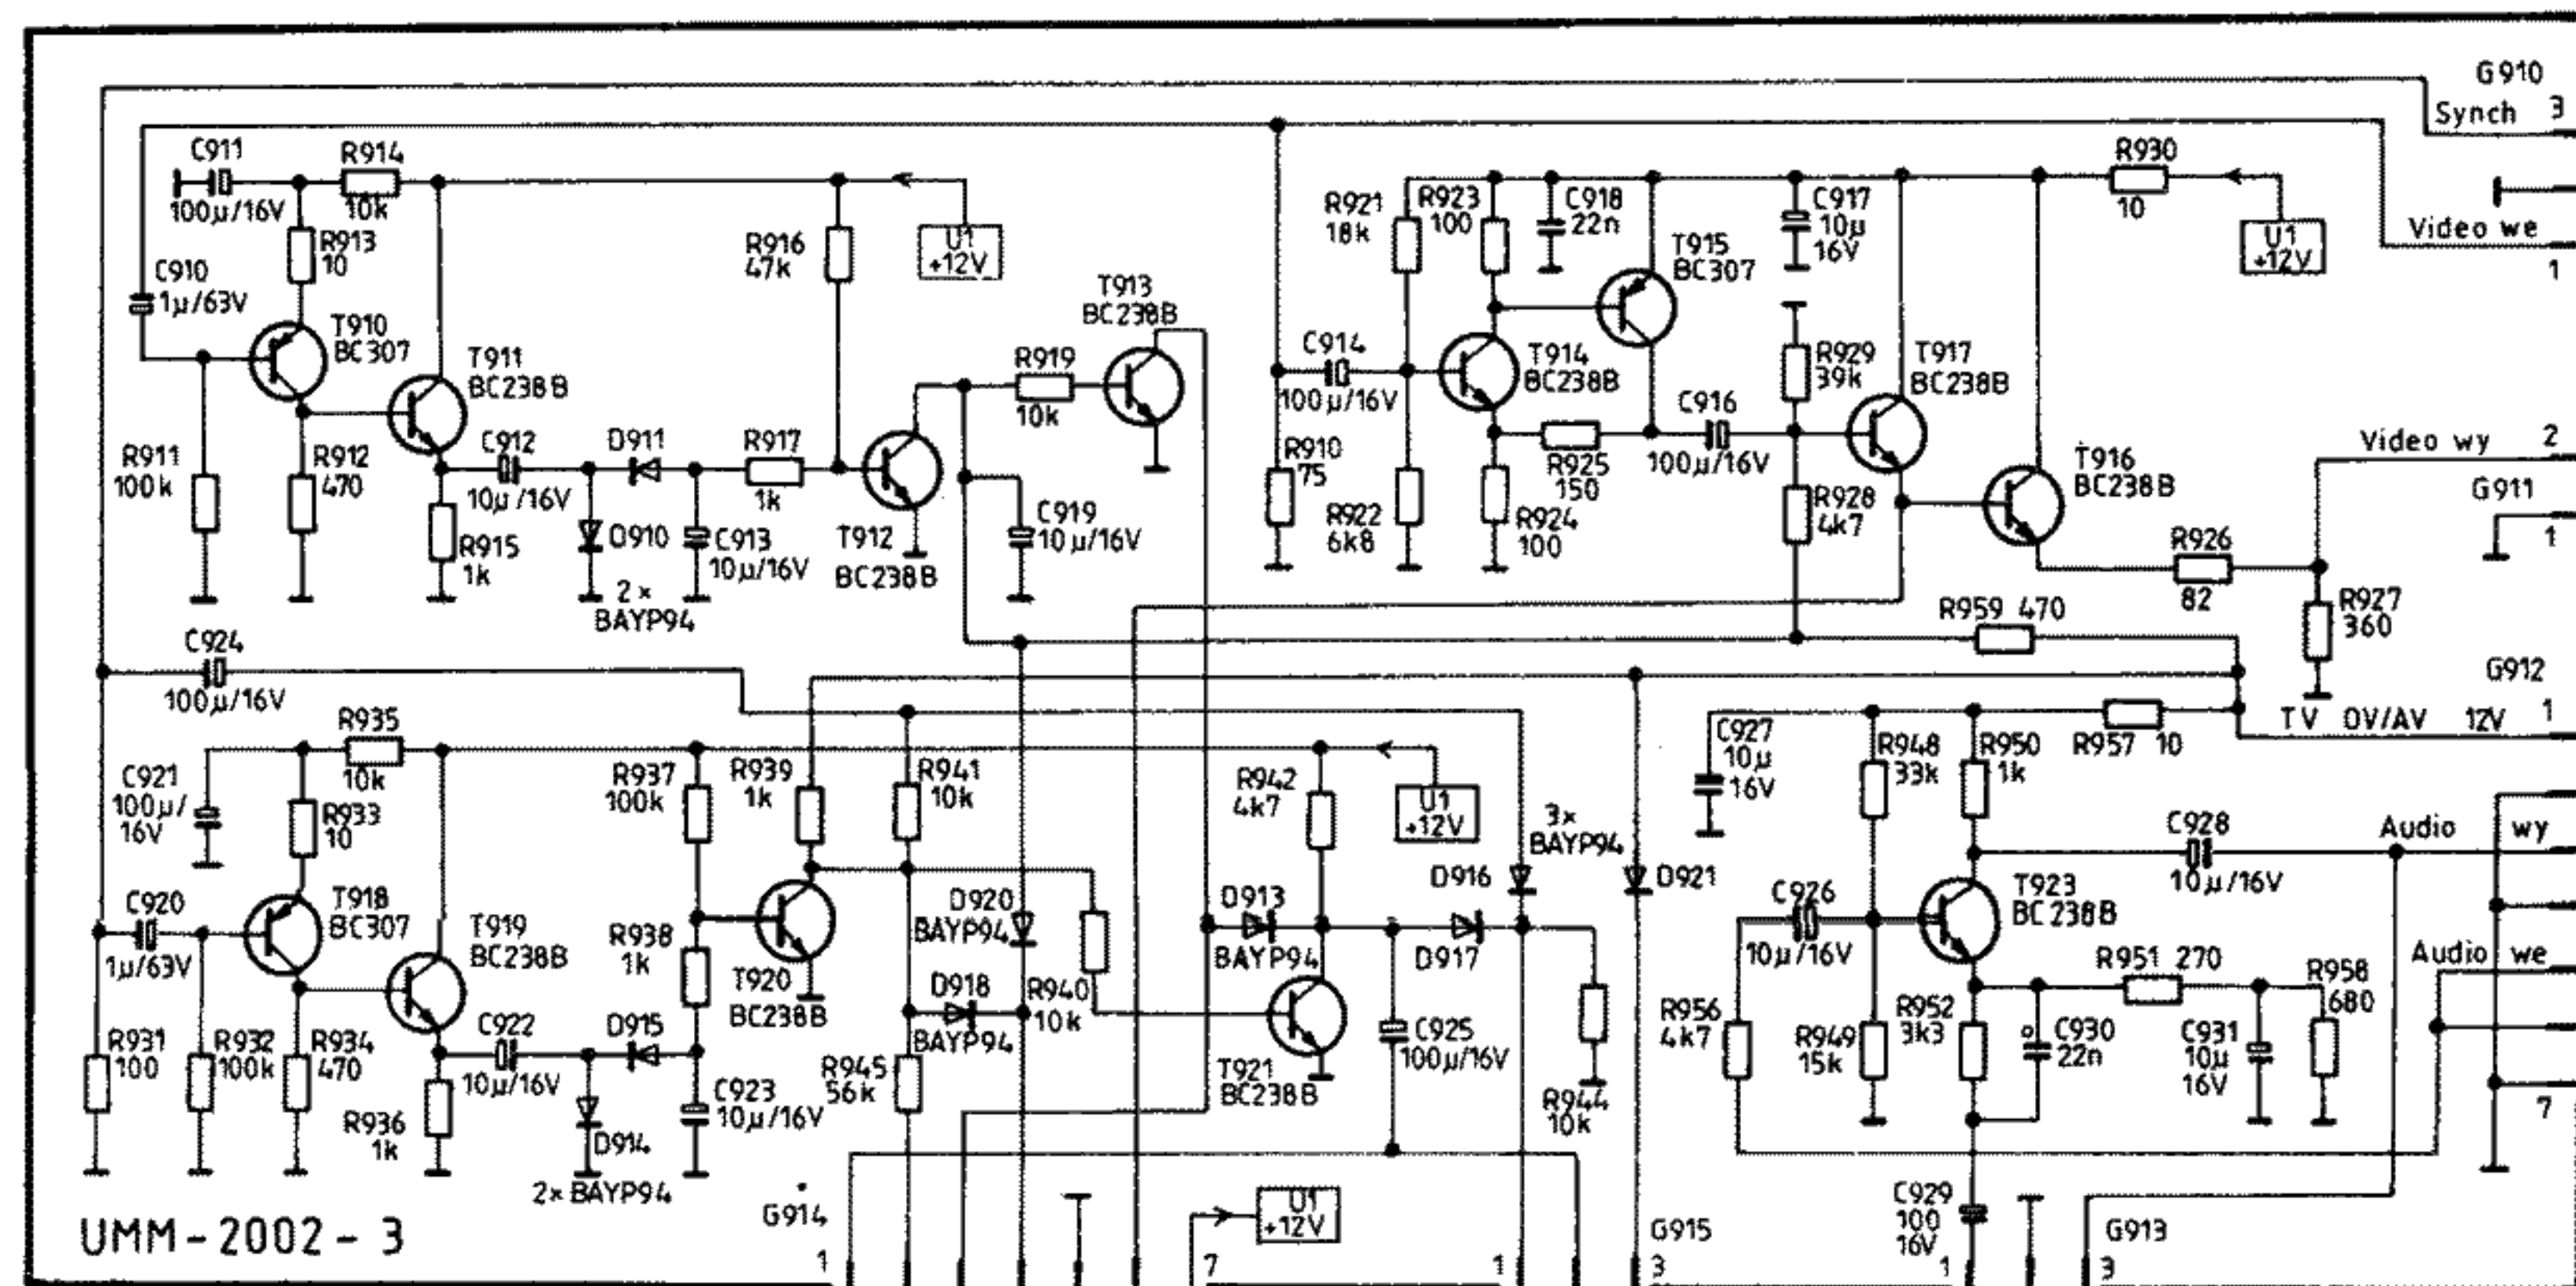 G910
Synch 3
C911
100µ/16V
R914
10k
R930
10
R913
10
R916
47k
U1
+12V
R921
18k
R923
100
C918
22n
T915
BC307
C917
10µ
16V
U1
+12V
Video we
1
C910
1µ/63V
T910
BC307
T911
BC238B
T913
BC238B
R919
10k
C914
100µ/16V
T914
BC238B
R929
39k
T917
BC238B
R911
100k
R912
470
C912
10µ/16V
D911
R917
1k
R910
75
R925
150
C916
100µ/16V
Video wy 2
T916
BC238B
G911
1
R915
1k
D910
C913
10µ/16V
T912
BC238B
C919
10µ/16V
R922
6k8
R924
100
R928
4k7
R926
82
2×
BAYP94
R959 470
R927
360
C924
100µ/16V
G912
R935
10k
TV 0V/AV 12V 1
R957 10
C921
100µ/
16V
R933
10
R937
100k
R939
1k
R941
10k
R942
4k7
U1
+12V
3×
BAYP94
C927
10µ
16V
R948
33k
R950
1k
C928
10µ/16V
Audio wy
C920
1µ/63V
T918
BC307
T919
BC238B
R938
1k
T920
BC238B
D920
BAYP94
D913
BAYP94
D917
D916
D921
C926
10µ/16V
T923
BC238B
Audio we
R951 270
R958
680
D918
BAYP94
R940
10k
R931
100
R932
100k
R934
470
C922
10µ/16V
D915
R945
56k
T921
BC238B
C925
100µ/16V
R956
4k7
R949
15k
R952
3k3
C930
22n
C931
10µ
16V
R936
1k
D914
C923
10µ/16V
R944
10k
7
2× BAYP94
UMM-2002-3
G914
1
U1
+12V
7
1
G915
3
C929
100
16V
1
G913
3